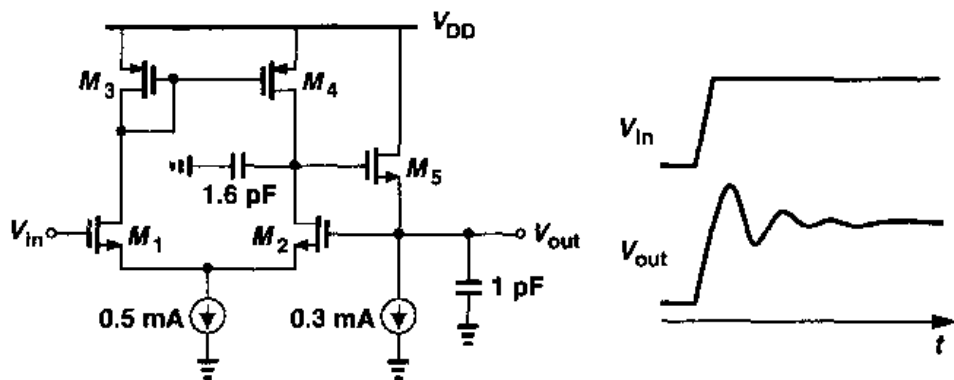 V_DD
M_3
M_4
1.6 pF
M_5
V_in
M_1
M_2
V_out
1 pF
0.5 mA
0.3 mA
V_in
V_out
t